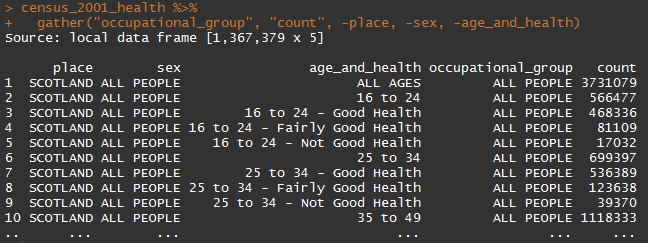 > census_2001_health %>%
+   gather("occupational_group", "count", -place, -sex, -age_and_health)
Source: local data frame [1,367,379 x 5]
place sex age_and_health occupational_group count
1 SCOTLAND ALL PEOPLE ALL AGES ALL PEOPLE 3731079
2 SCOTLAND ALL PEOPLE 16 to 24 ALL PEOPLE 566477
3 SCOTLAND ALL PEOPLE 16 to 24 - Good Health ALL PEOPLE 468336
4 SCOTLAND ALL PEOPLE 16 to 24 - Fairly Good Health ALL PEOPLE 81109
5 SCOTLAND ALL PEOPLE 16 to 24 - Not Good Health ALL PEOPLE 17032
6 SCOTLAND ALL PEOPLE 25 to 34 ALL PEOPLE 699397
7 SCOTLAND ALL PEOPLE 25 to 34 - Good Health ALL PEOPLE 536389
8 SCOTLAND ALL PEOPLE 25 to 34 - Fairly Good Health ALL PEOPLE 123638
9 SCOTLAND ALL PEOPLE 25 to 34 - Not Good Health ALL PEOPLE 39370
10 SCOTLAND ALL PEOPLE 35 to 49 ALL PEOPLE 1118333
.. ... ... ... ... ...